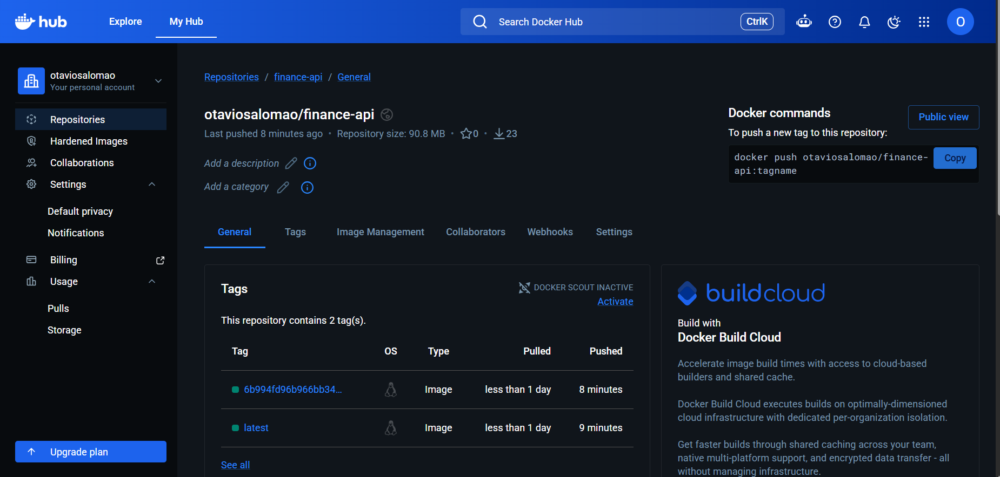 hub
Explore
My Hub
Search Docker Hub
CtrlK
O
otaviosalomao
Your personal account
Repositories
Hardened Images
Collaborations
Settings
Default privacy
Notifications
Billing
Usage
Pulls
Storage
Upgrade plan
Repositories / finance-api / General
otaviosalomao/finance-api
Last pushed 8 minutes ago • Repository size: 90.8 MB • 0 • 23
Add a description
Add a category
Docker commands
Public view
To push a new tag to this repository:
docker push otaviosalomao/finance-
api:tagname
Copy
General
Tags
Image Management
Collaborators
Webhooks
Settings
Tags
DOCKER SCOUT INACTIVE
Activate
This repository contains 2 tag(s).
Tag OS Type Pulled Pushed
6b994fd96b966bb34... Image less than 1 day 8 minutes
latest Image less than 1 day 9 minutes
See all
buildcloud
Build with
Docker Build Cloud
Accelerate image build times with access to cloud-based
builders and shared cache.
Docker Build Cloud executes builds on optimally-dimensioned
cloud infrastructure with dedicated per-organization isolation.
Get faster builds through shared caching across your team,
native multi-platform support, and encrypted data transfer - all
without managing infrastructure.